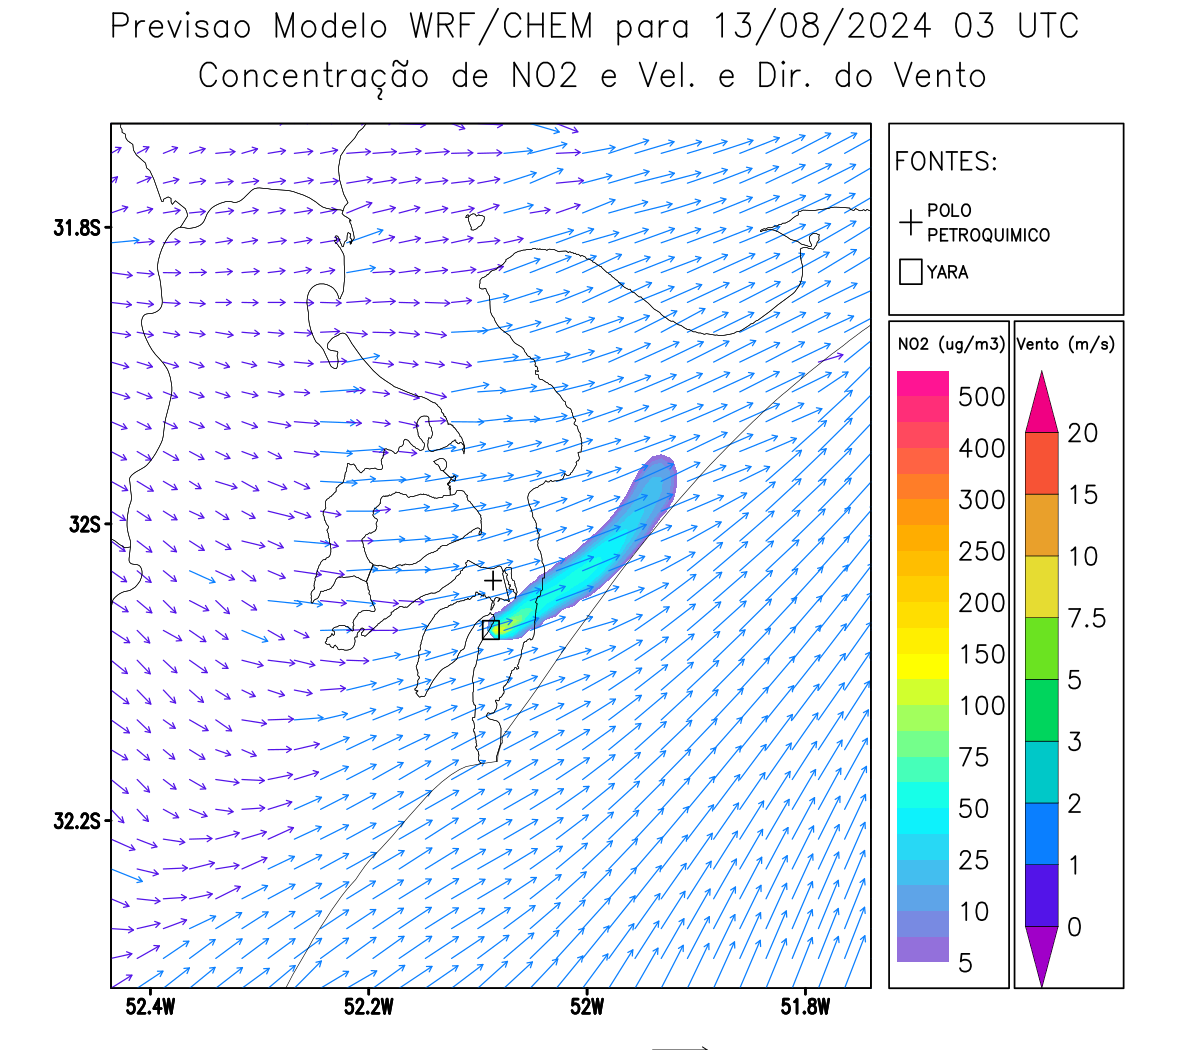 Previsao Modelo WRF/CHEM para 13/08/2024 03 UTC
Concentração de NO2 e Vel. e Dir. do Vento
FONTES:
POLO
PETROQUIMICO
YARA
31.8S
32S
32.2S
52.4W
52.2W
52W
51.8W
NO2 (ug/m3)
500
400
300
250
200
150
100
75
50
25
10
5
Vento (m/s)
20
15
10
7.5
5
3
2
1
0